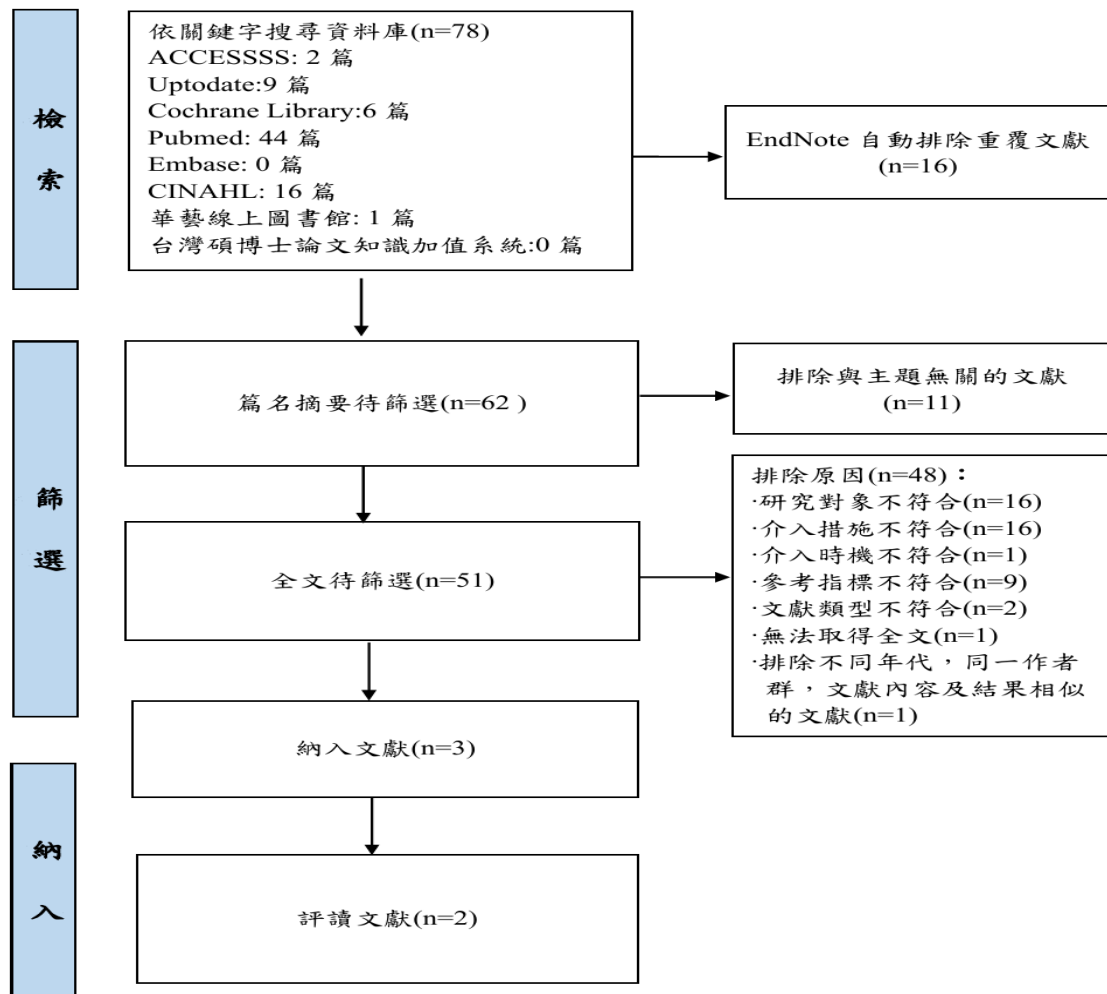 檢索
依關鍵字搜尋資料庫(n=78)
ACCESSSS: 2 篇
Uptodate:9 篇
Cochrane Library:6 篇
Pubmed: 44 篇
Embase: 0 篇
CINAHL: 16 篇
華藝線上圖書館: 1 篇
台灣碩博士論文知識加值系統:0 篇
EndNote 自動排除重覆文獻
(n=16)
篩選
篇名摘要待篩選(n=62 )
排除與主題無關的文獻
(n=11)
全文待篩選(n=51)
排除原因(n=48)：
·研究對象不符合(n=16)
·介入措施不符合(n=16)
·介入時機不符合(n=1)
·參考指標不符合(n=9)
·文獻類型不符合(n=2)
·無法取得全文(n=1)
·排除不同年代，同一作者
群，文獻內容及結果相似
的文獻(n=1)
納入文獻(n=3)
納入
評讀文獻(n=2)